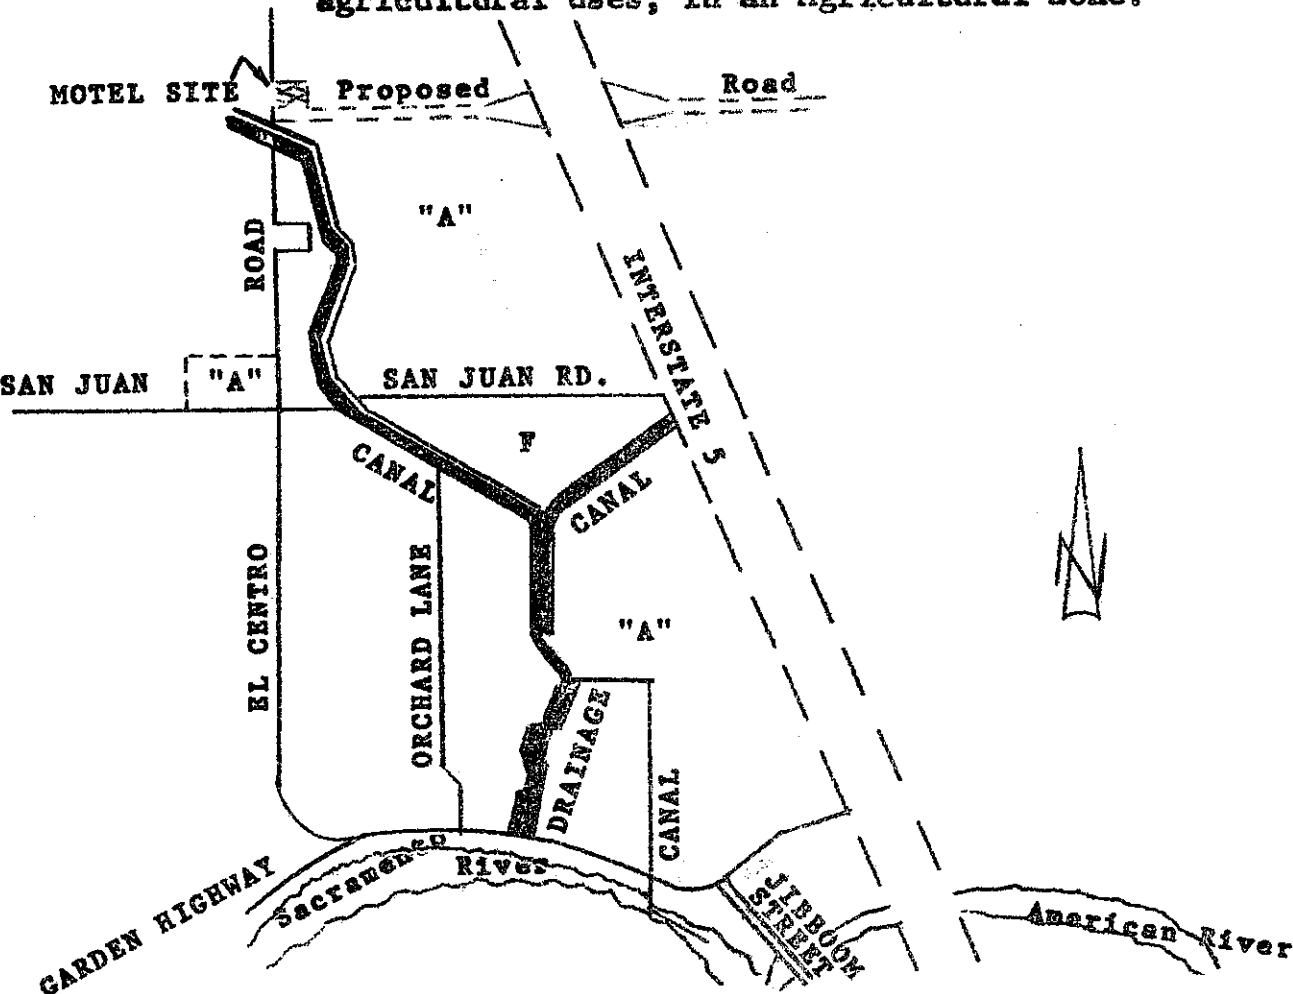 agricultural uses, in an Agricultural Zone.
MOTEL SITE
Proposed
Road
"A"
ROAD
INTERSTATE 5
SAN JUAN
"A"
SAN JUAN RD.
F
CANAL
CANAL
N
EL CENTRO
ORCHARD LANE
"A"
DRAINAGE
CANAL
GARDEN HIGHWAY
Sacramento
River
JIBBOOM
STREET
American River